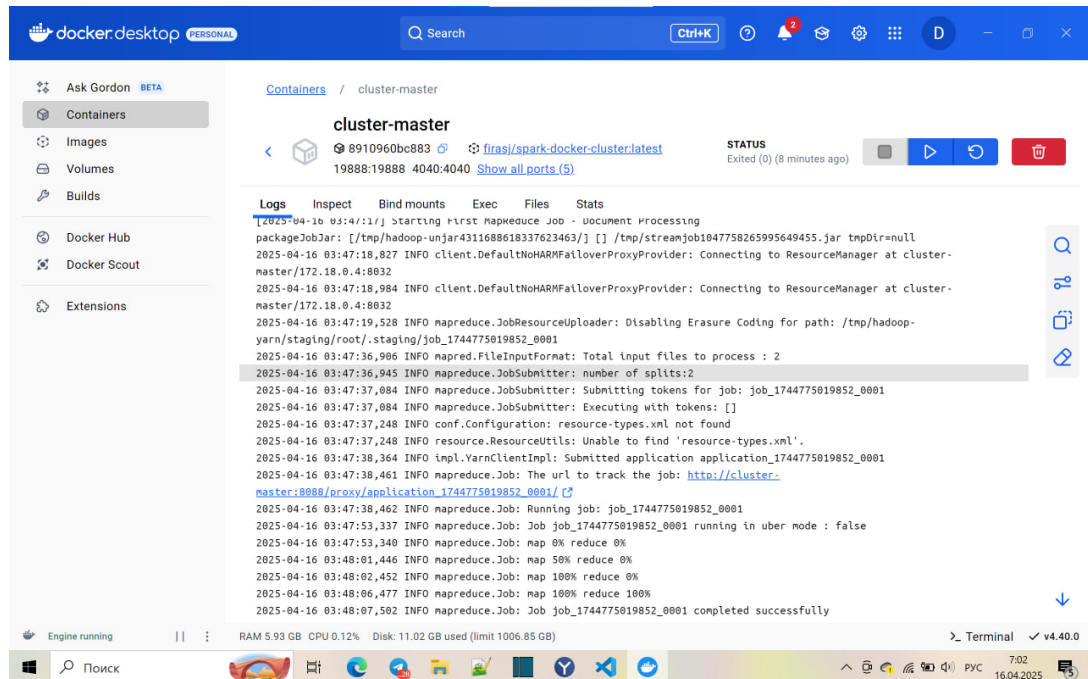 docker.desktop PERSONAL Search Ctrl+K 2 D
Ask Gordon BETA
Containers
Images
Volumes
Builds
Docker Hub
Docker Scout
Extensions
Containers / cluster-master
cluster-master
8910960bc883 firasj/spark-docker-cluster:latest
19888:19888 4040:4040 Show all ports (5)
STATUS
Exited (0) (8 minutes ago)
Logs Inspect Bind mounts Exec Files Stats
[2025-04-16 03:47:17] Starting First MapReduce Job - Document Processing
packageJobJar: [/tmp/hadoop-unjar4311688618337623463/] [] /tmp/streamjob1047758265995649455.jar tmpDir=null
2025-04-16 03:47:18,827 INFO client.DefaultNoHARMFailoverProxyProvider: Connecting to ResourceManager at cluster-
master/172.18.0.4:8032
2025-04-16 03:47:18,984 INFO client.DefaultNoHARMFailoverProxyProvider: Connecting to ResourceManager at cluster-
master/172.18.0.4:8032
2025-04-16 03:47:19,528 INFO mapreduce.JobResourceUploader: Disabling Erasure Coding for path: /tmp/hadoop-
yarn/staging/root/.staging/job_1744775019852_0001
2025-04-16 03:47:36,906 INFO mapred.FileInputFormat: Total input files to process : 2
2025-04-16 03:47:36,945 INFO mapreduce.JobSubmitter: number of splits:2
2025-04-16 03:47:37,084 INFO mapreduce.JobSubmitter: Submitting tokens for job: job_1744775019852_0001
2025-04-16 03:47:37,084 INFO mapreduce.JobSubmitter: Executing with tokens: []
2025-04-16 03:47:37,248 INFO conf.Configuration: resource-types.xml not found
2025-04-16 03:47:37,248 INFO resource.ResourceUtils: Unable to find 'resource-types.xml'.
2025-04-16 03:47:38,364 INFO impl.YarnClientImpl: Submitted application application_1744775019852_0001
2025-04-16 03:47:38,461 INFO mapreduce.Job: The url to track the job: http://cluster-
master:8088/proxy/application_1744775019852_0001/
2025-04-16 03:47:38,462 INFO mapreduce.Job: Running job: job_1744775019852_0001
2025-04-16 03:47:53,337 INFO mapreduce.Job: Job job_1744775019852_0001 running in uber mode : false
2025-04-16 03:47:53,340 INFO mapreduce.Job: map 0% reduce 0%
2025-04-16 03:48:01,446 INFO mapreduce.Job: map 50% reduce 0%
2025-04-16 03:48:02,452 INFO mapreduce.Job: map 100% reduce 0%
2025-04-16 03:48:06,477 INFO mapreduce.Job: map 100% reduce 100%
2025-04-16 03:48:07,502 INFO mapreduce.Job: Job job_1744775019852_0001 completed successfully
Engine running RAM 5.93 GB CPU 0.12% Disk: 11.02 GB used (limit 1006.85 GB) Terminal v4.40.0
Поиск РУС 7:02
16.04.2025